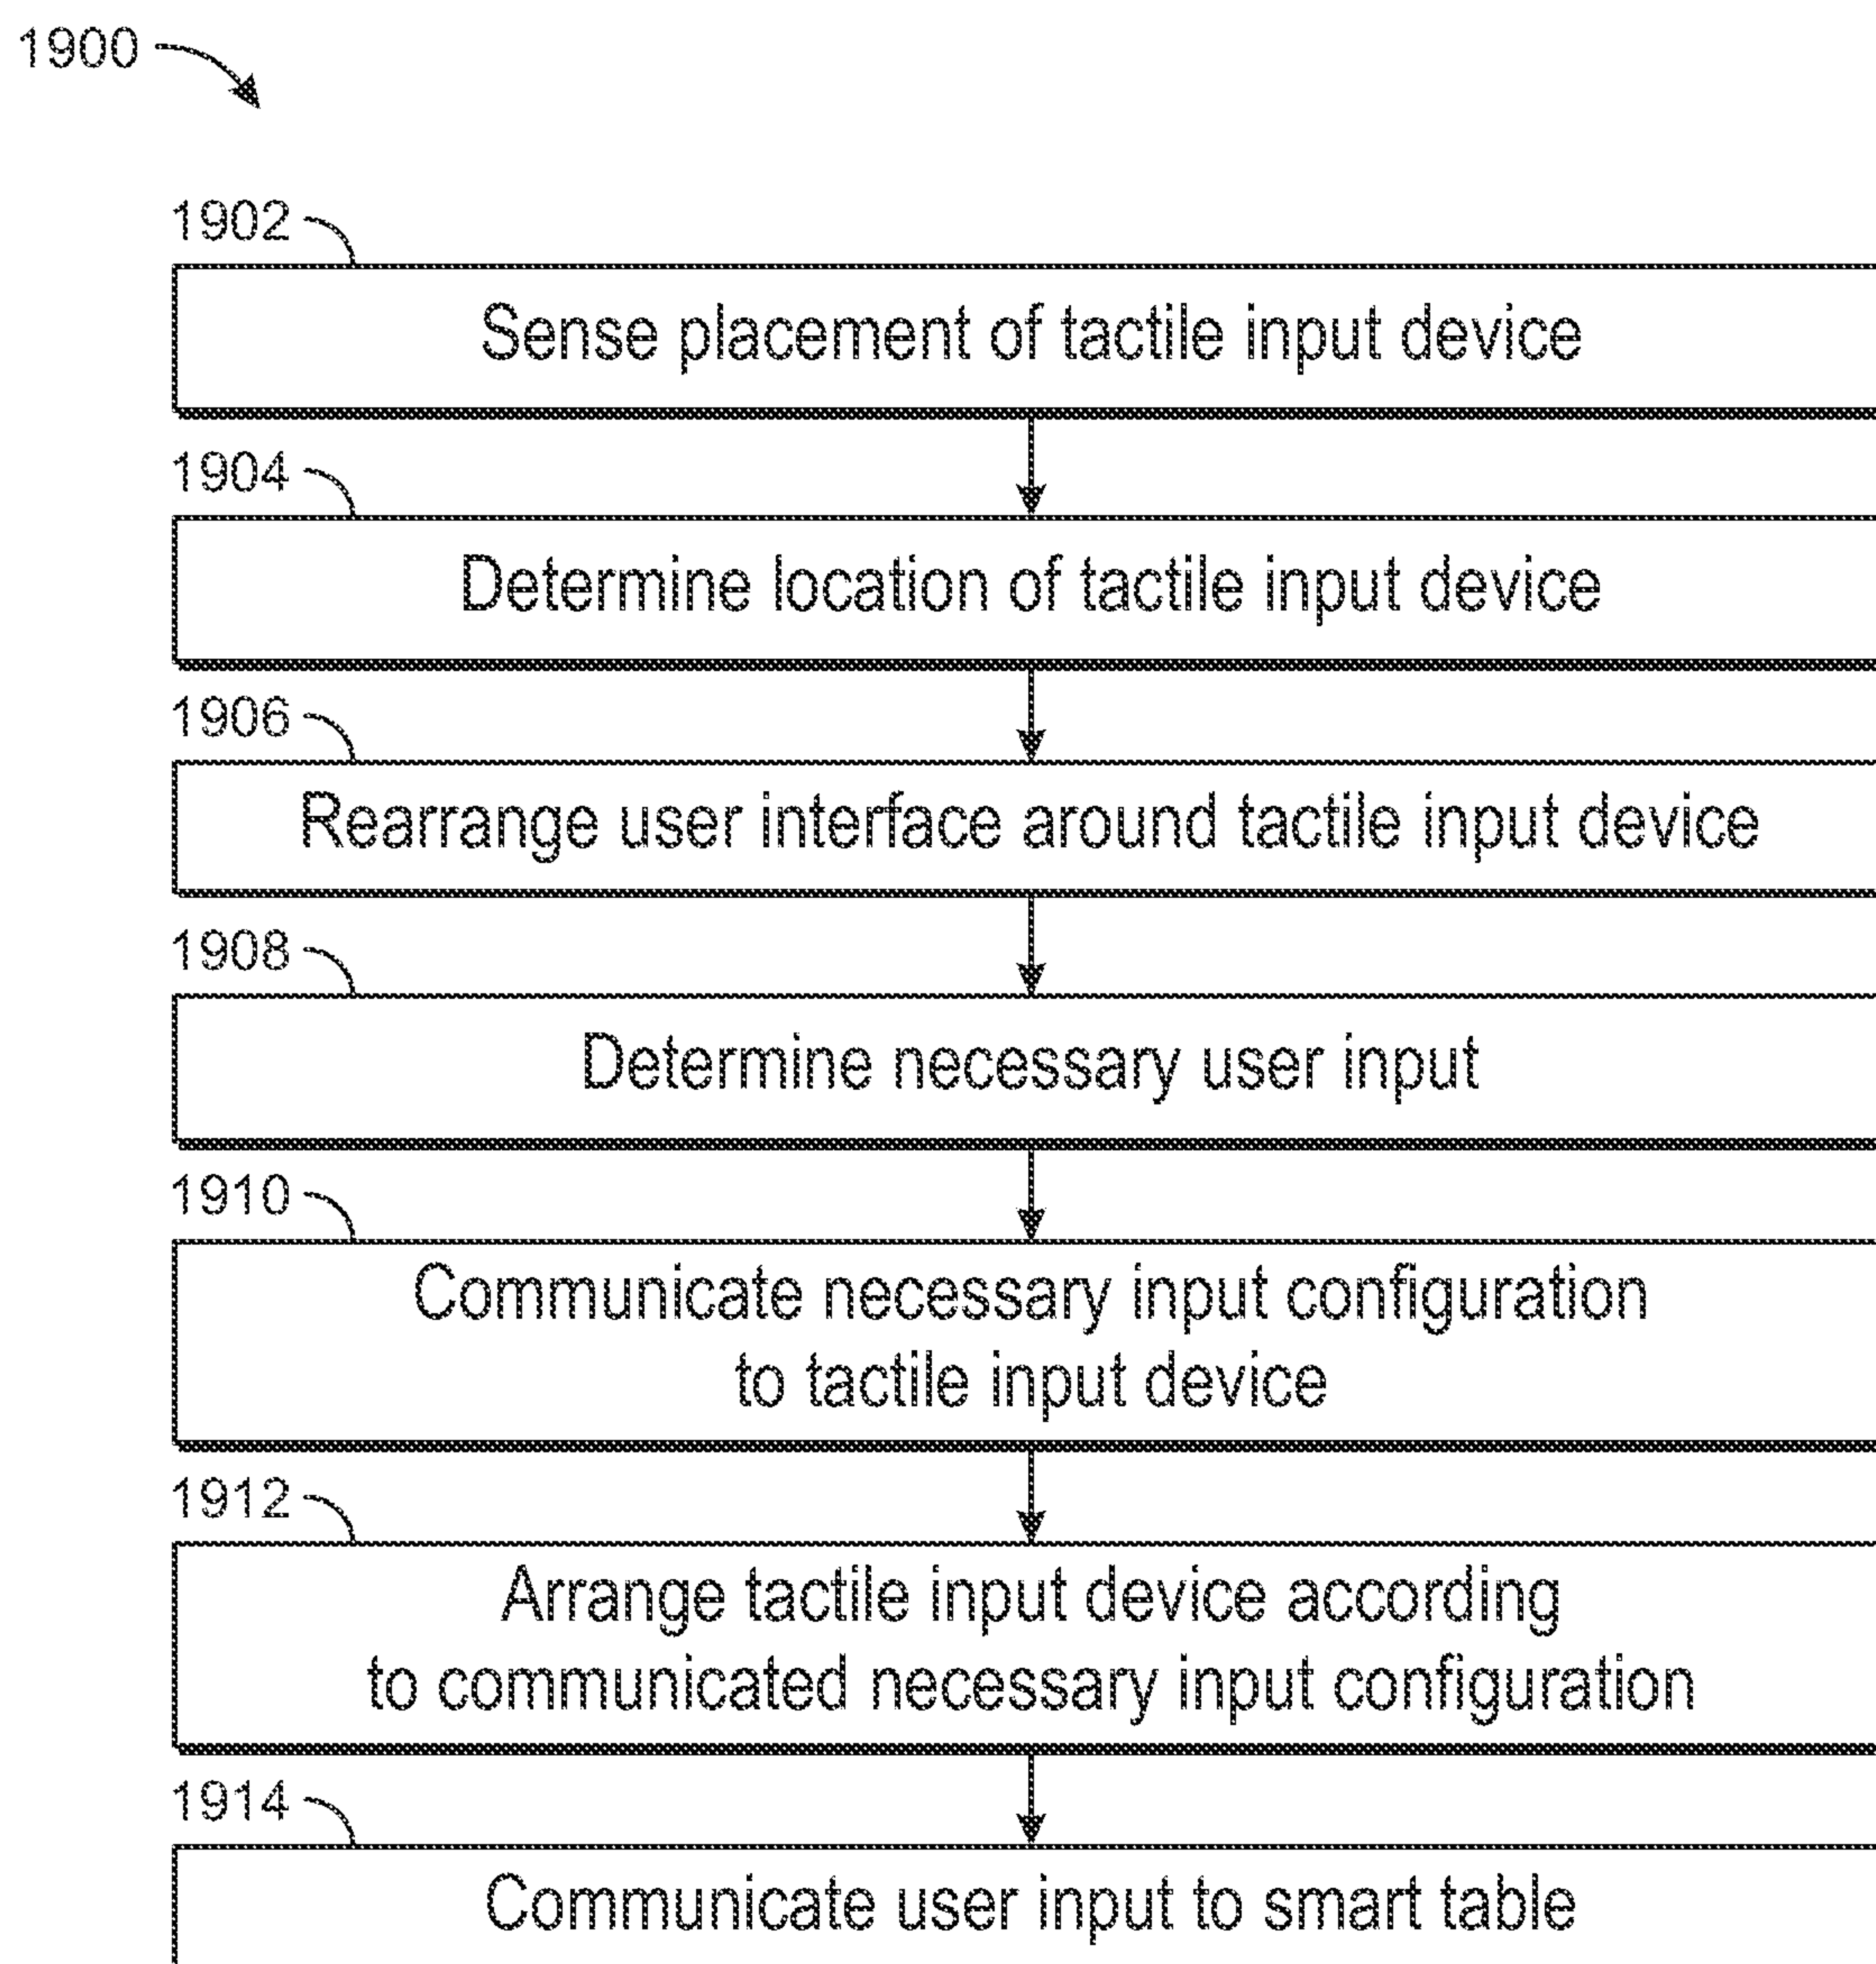 1900
1902
Sense placement of tactile input device
1904
Determine location of tactile input device
1906
Rearrange user interface around tactile input device
1908
Determine necessary user input
1910
Communicate necessary input configuration
to tactile input device
1912
Arrange tactile input device according
to communicated necessary input configuration
1914
Communicate user input to smart table